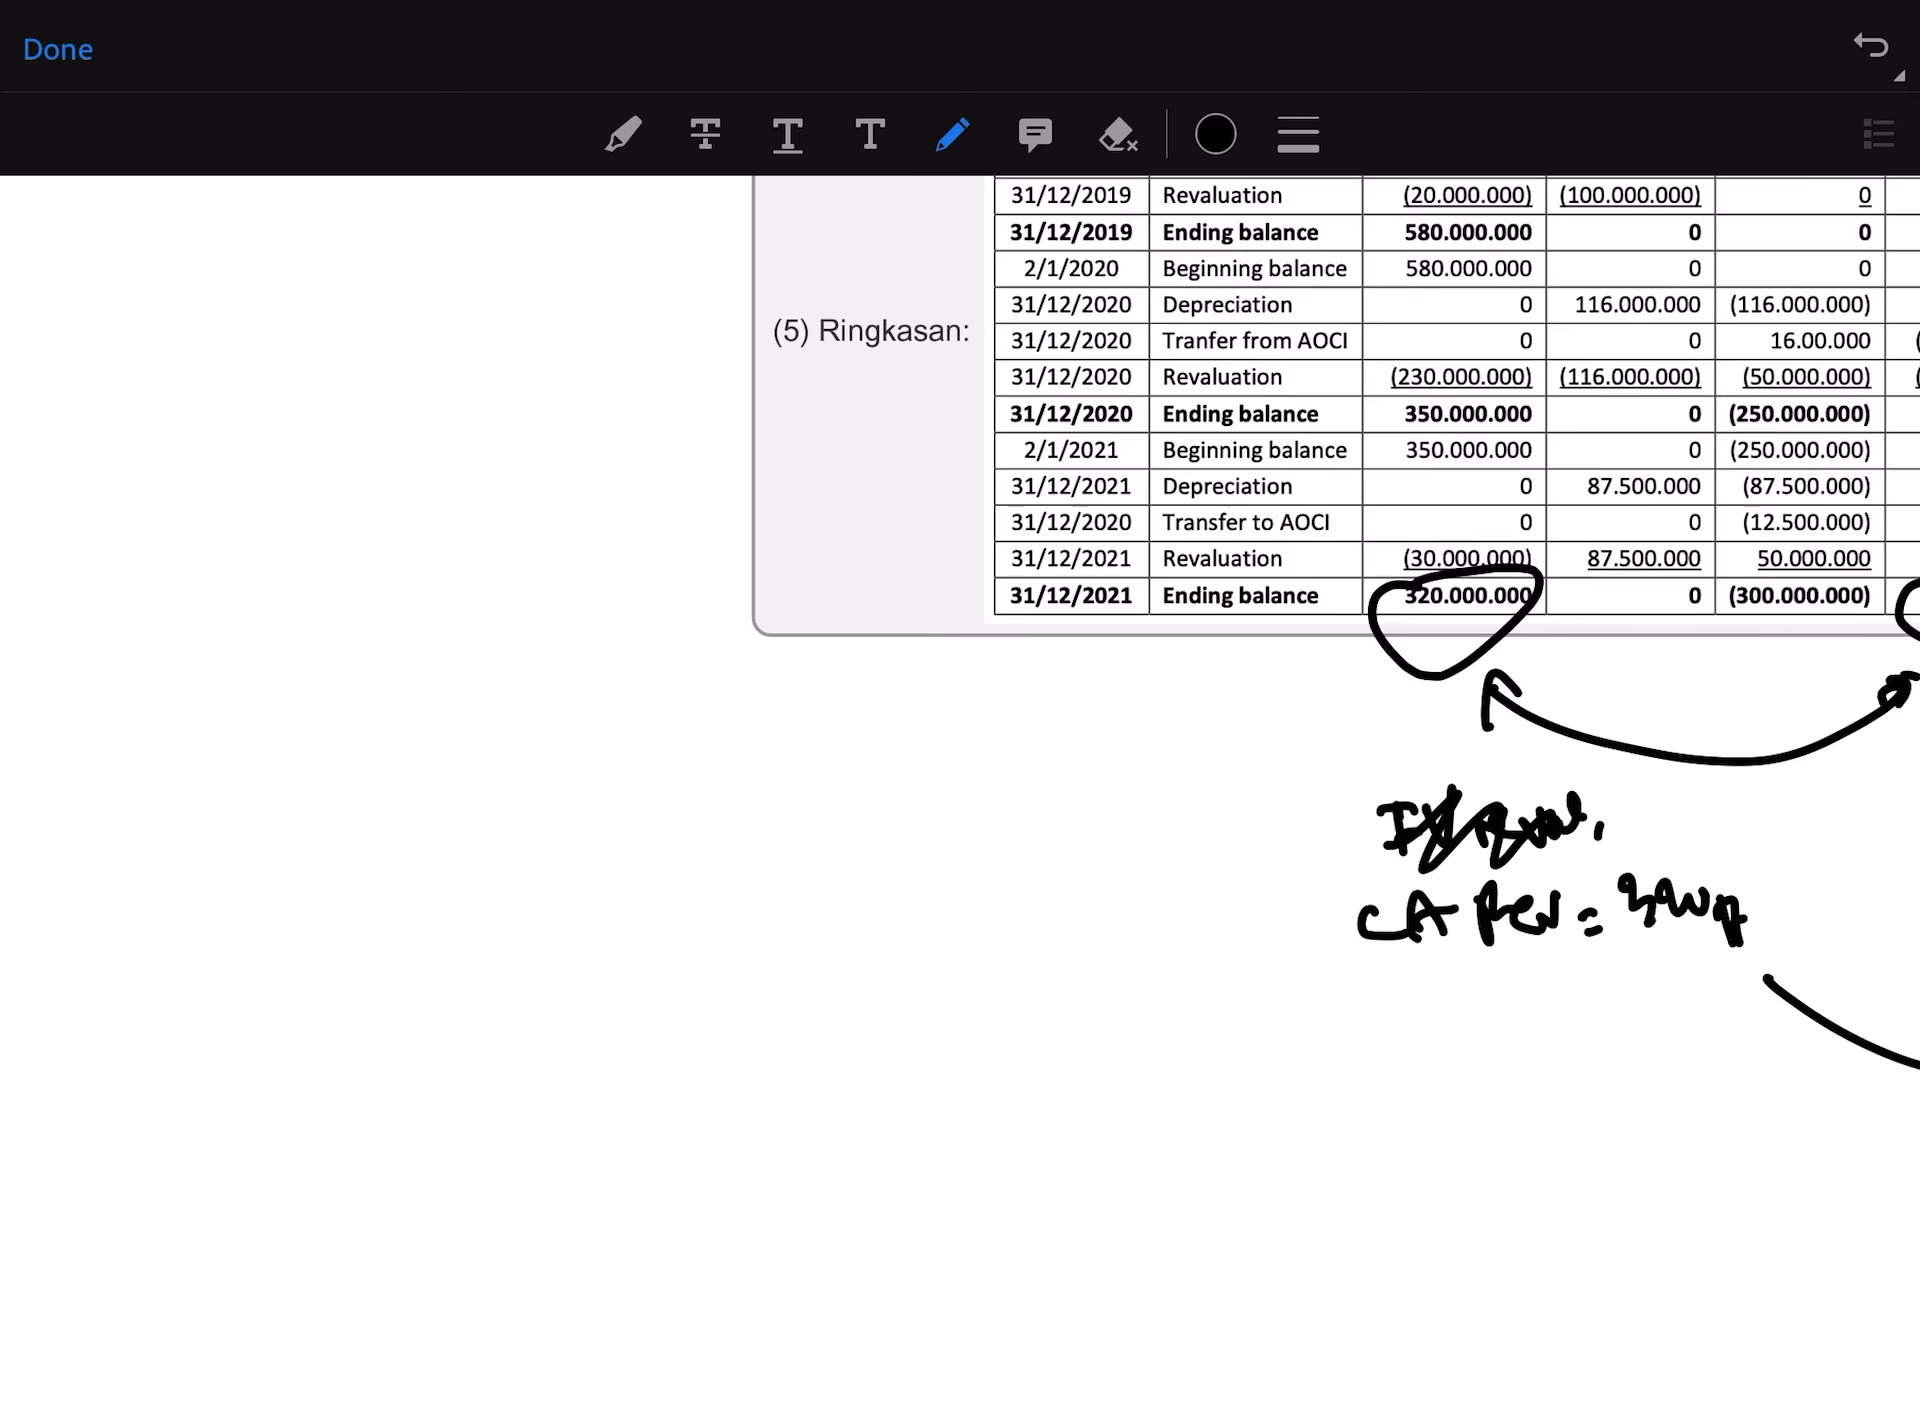 Done
31/12/2019 Revaluation (20.000.000) (100.000.000) 0
31/12/2019 Ending balance 580.000.000 0 0
2/1/2020 Beginning balance 580.000.000 0 0
31/12/2020 Depreciation 0 116.000.000 (116.000.000)
(5) Ringkasan:
31/12/2020 Tranfer from AOCI 0 0 16.00.000 (
31/12/2020 Revaluation (230.000.000) (116.000.000) (50.000.000) (
31/12/2020 Ending balance 350.000.000 0 (250.000.000)
2/1/2021 Beginning balance 350.000.000 0 (250.000.000)
31/12/2021 Depreciation 0 87.500.000 (87.500.000)
31/12/2020 Transfer to AOCI 0 0 (12.500.000)
31/12/2021 Revaluation (30.000.000) 87.500.000 50.000.000
31/12/2021 Ending balance 320.000.000 0 (300.000.000)
CA Rev =